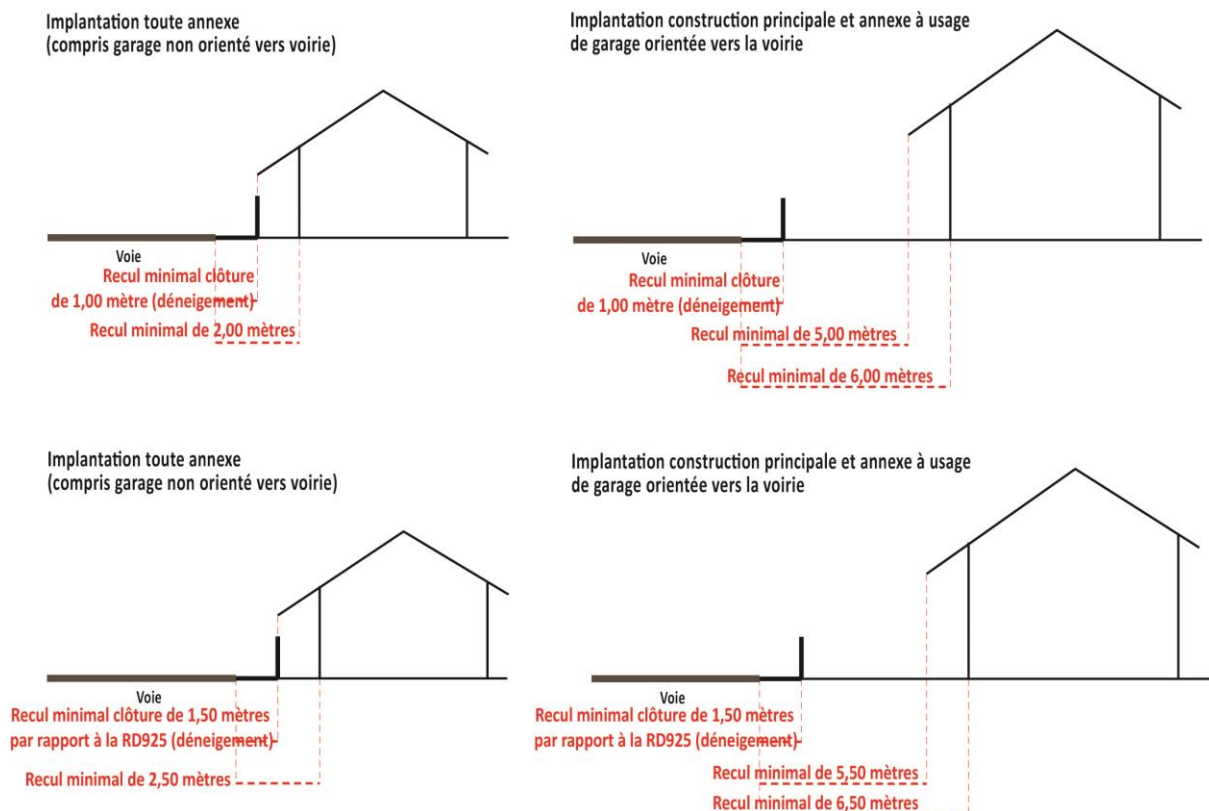 Implantation toute annexe
(compris garage non orienté vers voirie)
Voie
Recul minimal clôture
de 1,00 mètre (déneigement)
Recul minimal de 2,00 mètres
Implantation construction principale et annexe à usage
de garage orientée vers la voirie
Voie
Recul minimal clôture
de 1,00 mètre (déneigement)
Recul minimal de 5,00 mètres
Recul minimal de 6,00 mètres
Implantation toute annexe
(compris garage non orienté vers voirie)
Voie
Recul minimal clôture de 1,50 mètres
par rapport à la RD925 (déneigement)
Recul minimal de 2,50 mètres
Implantation construction principale et annexe à usage
de garage orientée vers la voirie
Voie
Recul minimal clôture de 1,50 mètres
par rapport à la RD925 (déneigement)
Recul minimal de 5,50 mètres
Recul minimal de 6,50 mètres